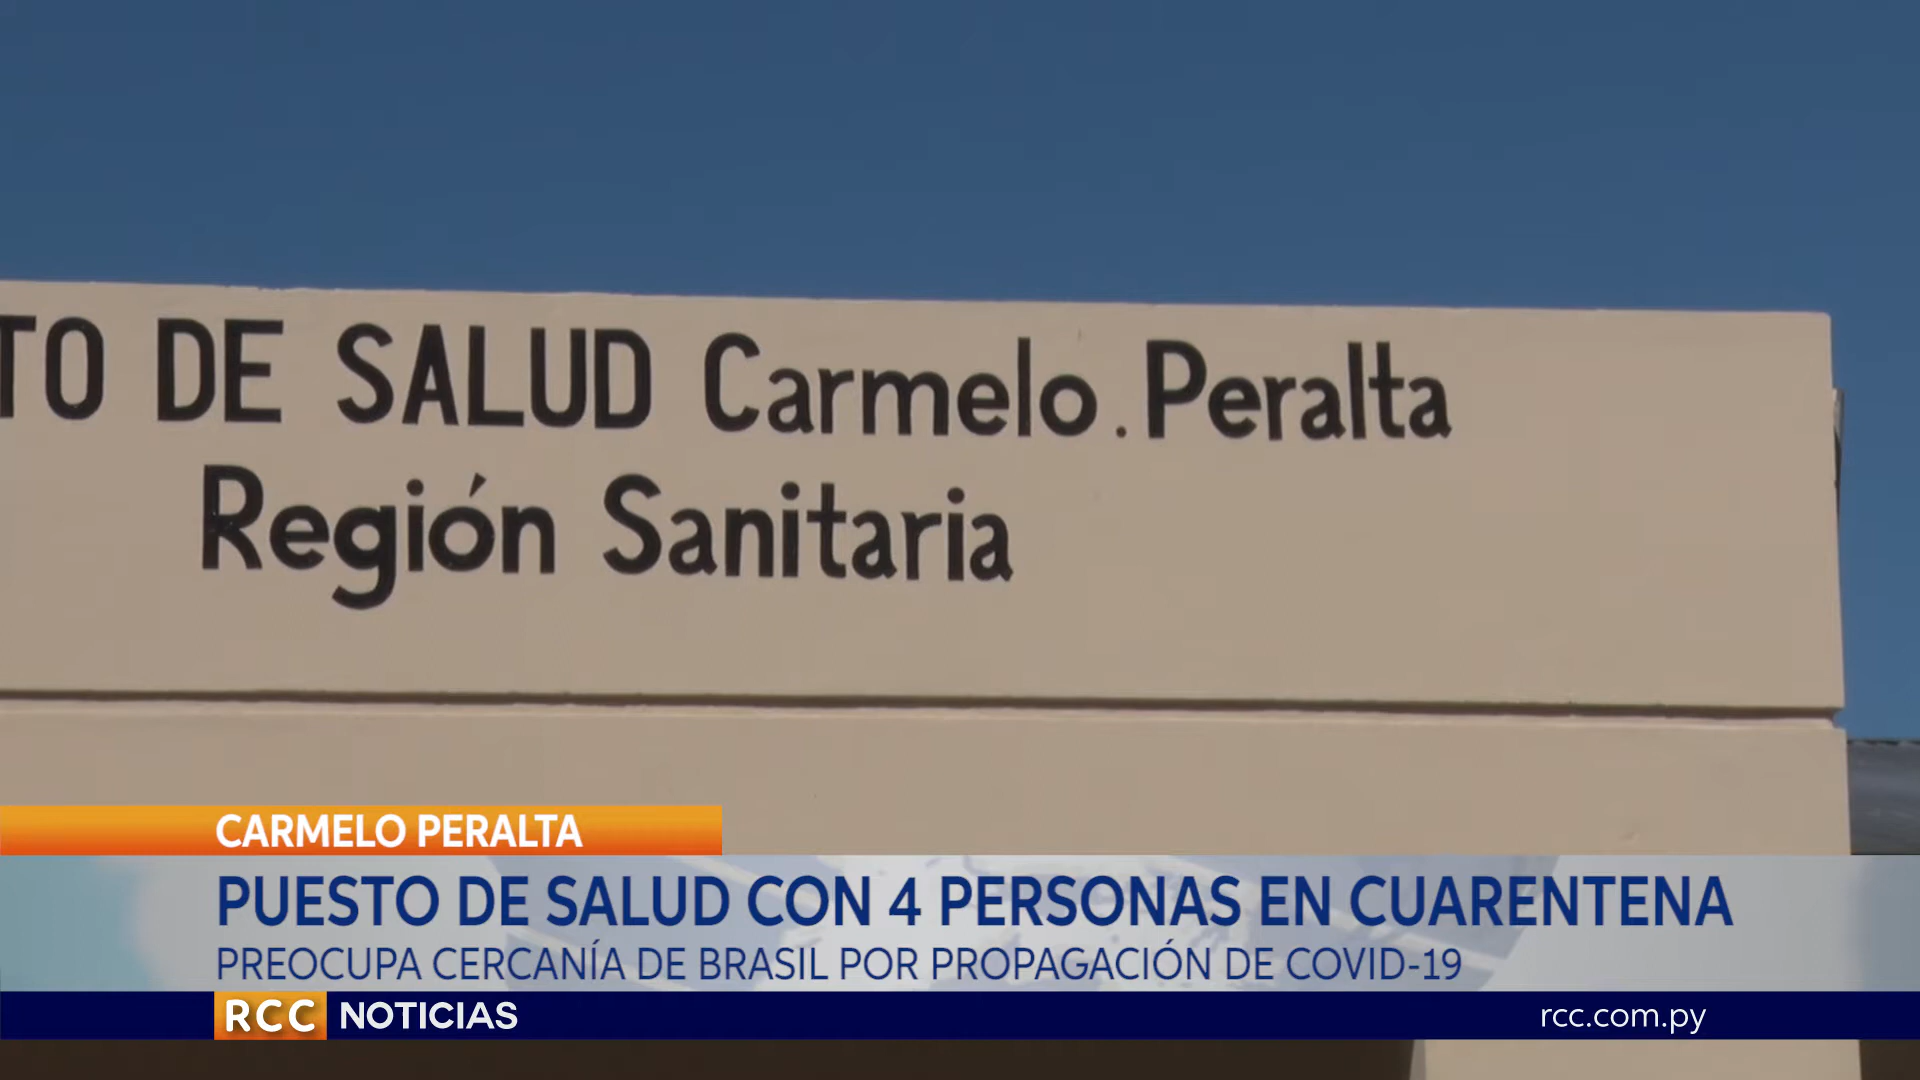 TO DE SALUD Carmelo . Peralta
Región Sanitaria
CARMELO PERALTA
PUESTO DE SALUD CON 4 PERSONAS EN CUARENTENA
PREOCUPA CERCANÍA DE BRASIL POR PROPAGACIÓN DE COVID-19
RCC NOTICIAS
rcc.com.py